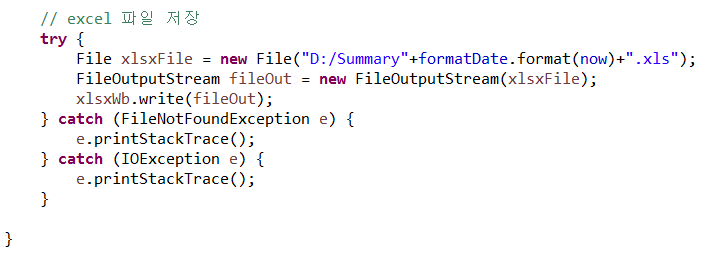 // excel 파일 저장
try {
File xlsxFile = new File("D:/Summary"+formatDate.format(now)+".xls");
FileOutputStream fileOut = new FileOutputStream(xlsxFile);
xlsxWb.write(fileOut);
} catch (FileNotFoundException e) {
e.printStackTrace();
} catch (IOException e) {
e.printStackTrace();
}
}